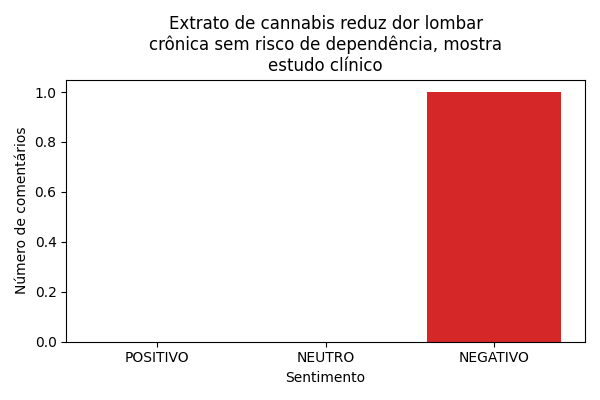 Extrato de cannabis reduz dor lombar
crônica sem risco de dependência, mostra
estudo clínico
Número de comentários
1.0
0.8
0.6
0.4
0.2
0.0
POSITIVO
NEUTRO
NEGATIVO
Sentimento